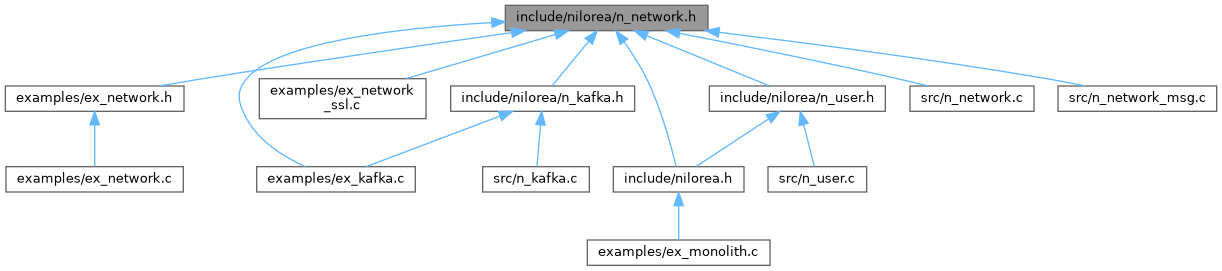 include/nilorea/n_network.h
examples/ex_network.h
examples/ex_network
_ssl.c
include/nilorea/n_kafka.h
include/nilorea/n_user.h
src/n_network.c
src/n_network_msg.c
examples/ex_network.c
examples/ex_kafka.c
src/n_kafka.c
include/nilorea.h
src/n_user.c
examples/ex_monolith.c